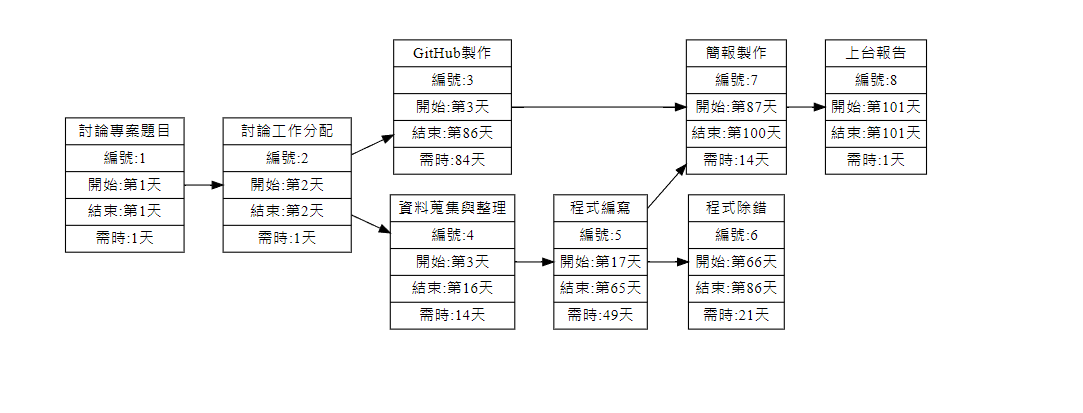 討論專案題目
編號:1
開始:第1天
結束:第1天
需時:1天
討論工作分配
編號:2
開始:第2天
結束:第2天
需時:1天
GitHub製作
編號:3
開始:第3天
結束:第86天
需時:84天
資料蒐集與整理
編號:4
開始:第3天
結束:第16天
需時:14天
程式編寫
編號:5
開始:第17天
結束:第65天
需時:49天
程式除錯
編號:6
開始:第66天
結束:第86天
需時:21天
簡報製作
編號:7
開始:第87天
結束:第100天
需時:14天
上台報告
編號:8
開始:第101天
結束:第101天
需時:1天